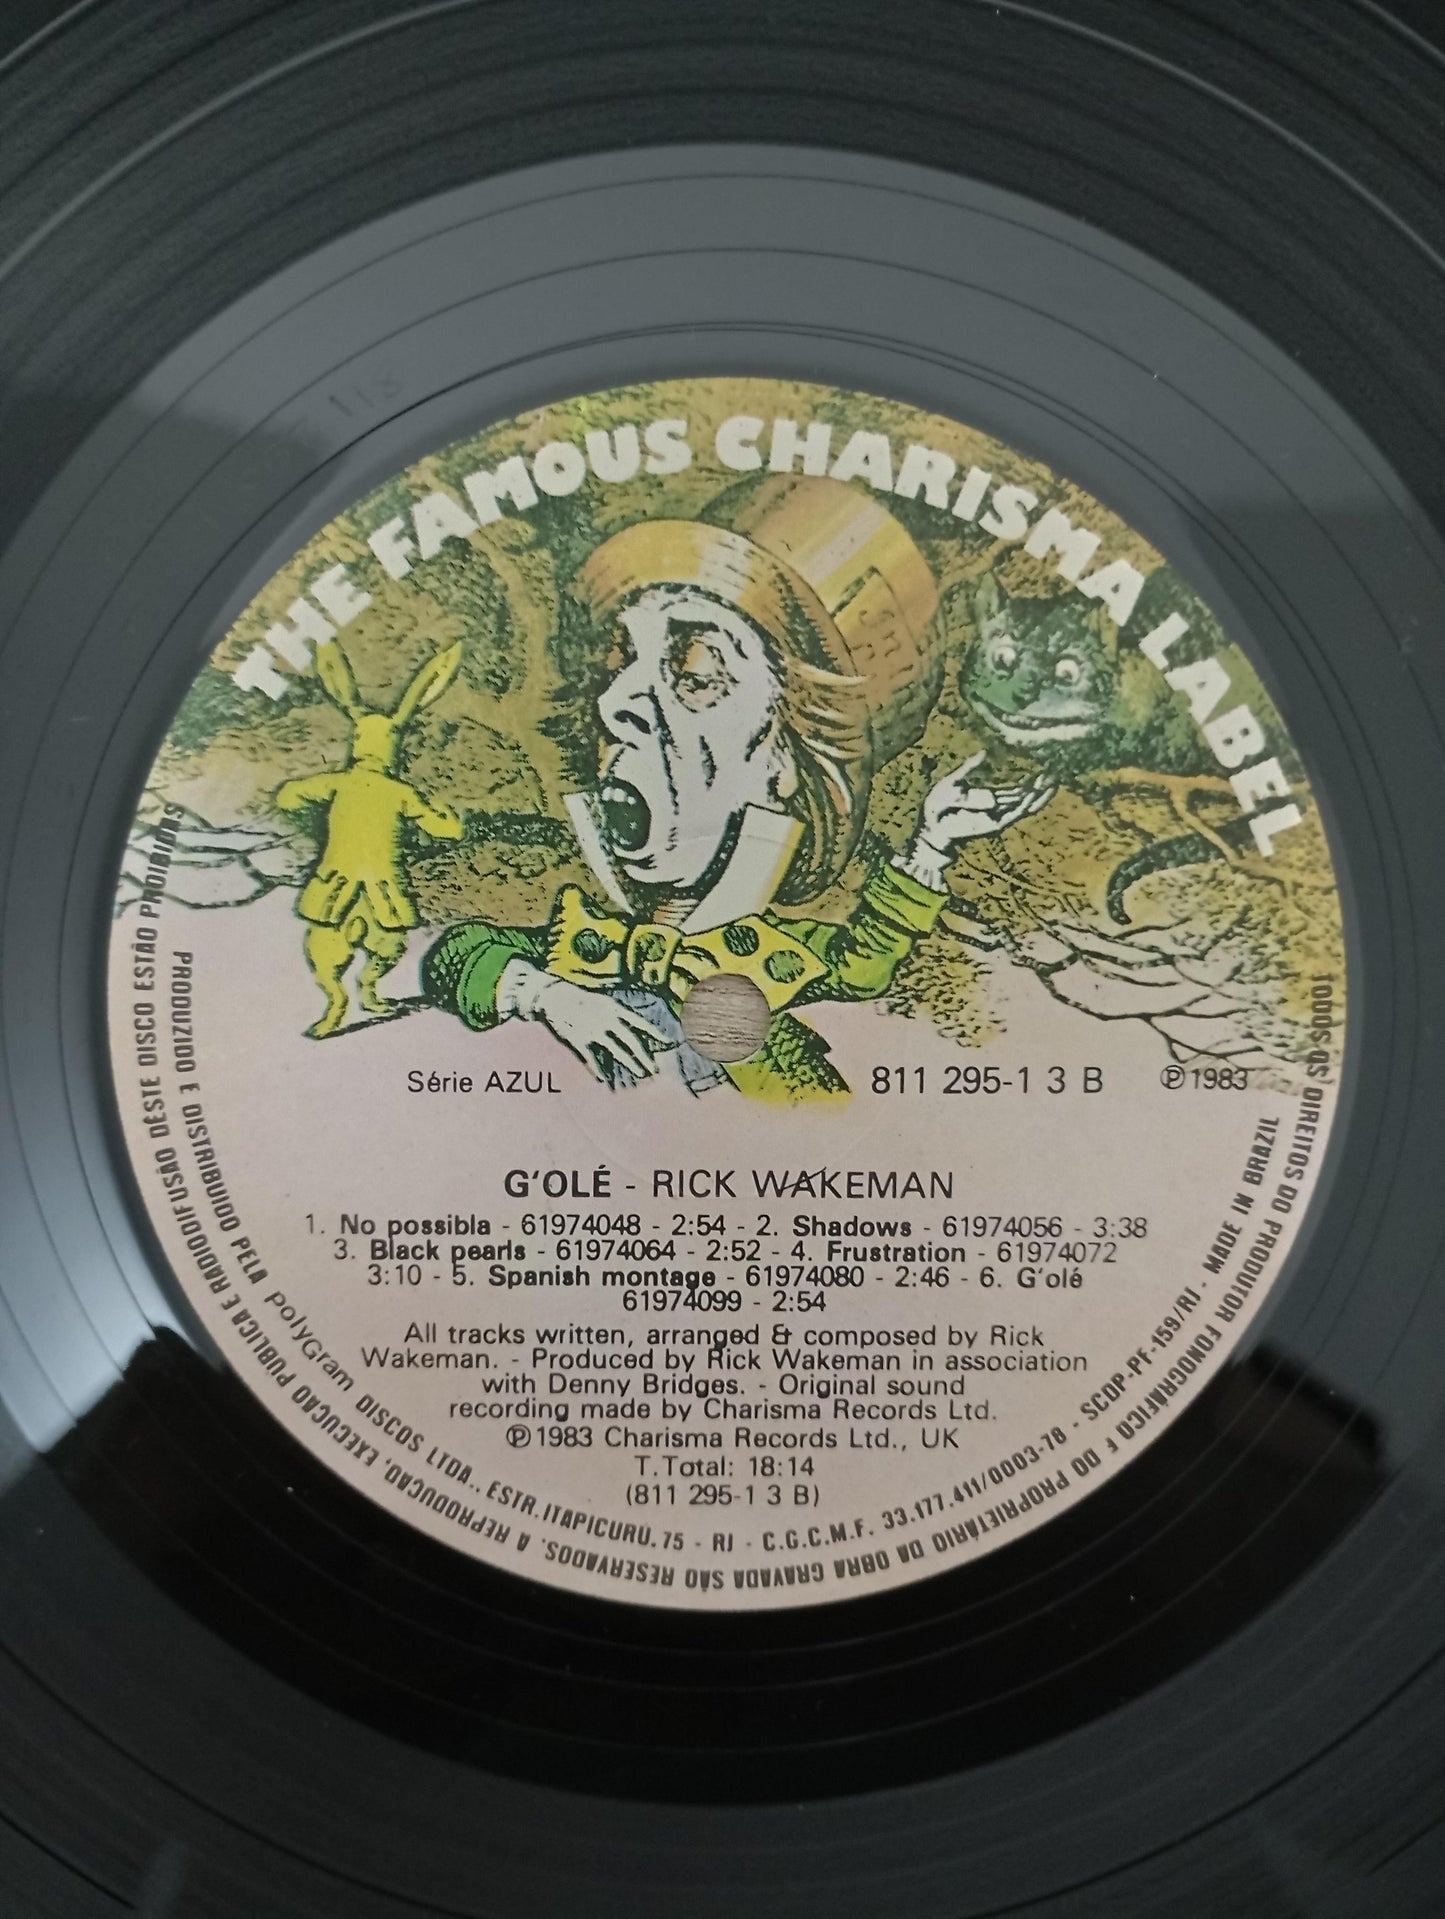 THE FAMOUS CHARISMA LABEL
Série AZUL
811 295-1 3 B
℗1983
G'OLÉ - RICK WAKEMAN
1. No possibla - 61974048 - 2:54 - 2. Shadows - 61974056 - 3:38
3. Black pearls - 61974064 - 2:52 - 4. Frustration - 61974072
3:10 - 5. Spanish montage - 61974080 - 2:46 - 6. G'olé
61974099 - 2:54
All tracks written, arranged & composed by Rick
Wakeman. - Produced by Rick Wakeman in association
with Denny Bridges. - Original sound
recording made by Charisma Records Ltd.
℗1983 Charisma Records Ltd., UK
T.Total: 18:14
(811 295-1 3 B)
PRODUZIDO E DISTRIBUIDO PELA polyGram DISCOS LTDA., ESTR. ITAPICURÚ, 75 - RJ - C.G.C.M.F. 33.177.411/0003-78 - SCDP-PF-159/RJ - MADE IN BRAZIL
TODOS OS DIREITOS DO PRODUTOR FONOGRÁFICO E DO PROPRIETÁRIO DA OBRA GRAVADA SÃO RESERVADOS. A REPRODUÇÃO, EXECUÇÃO PÚBLICA E RADIODIFUSÃO DESTE DISCO ESTÃO PROIBIDAS
118